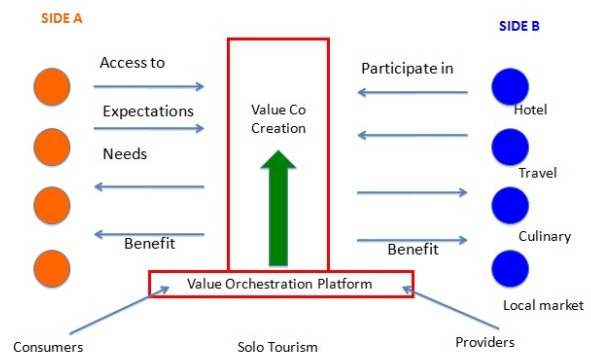 SIDE A
SIDE B
Access to
Participate in
Expectations
Value Co
Creation
Hotel
Needs
Travel
Culinary
Benefit
Benefit
Value Orchestration Platform
Local market
Consumers
Solo Tourism
Providers